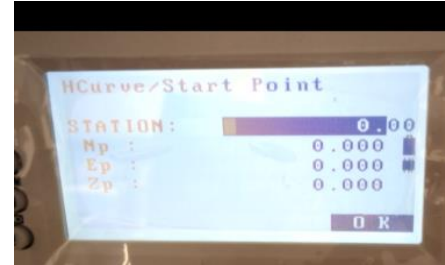 HCurve/Start Point
STATION: 0.00
Np : 0.000
Ep : 0.000
Zp : 0.000
OK